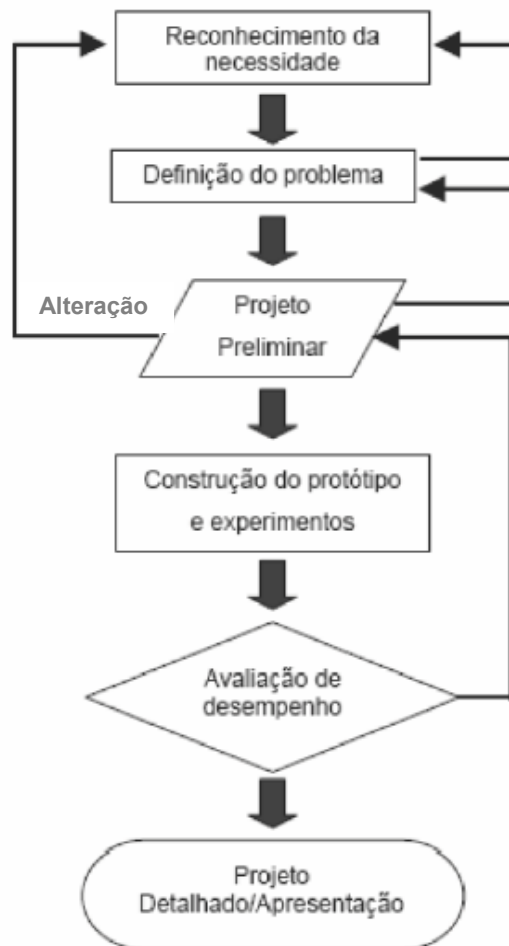 Reconhecimento da
necessidade
Definição do problema
Alteração
Projeto
Preliminar
Construção do protótipo
e experimentos
Avaliação de
desempenho
Projeto
Detalhado/Apresentação